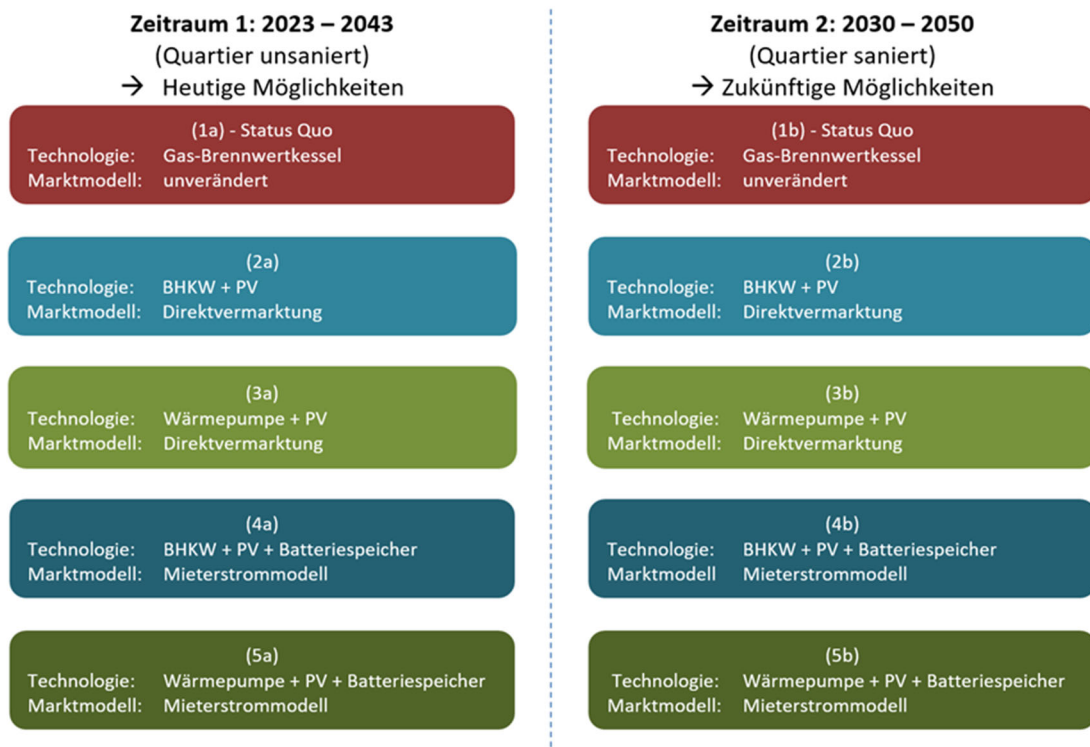 Zeitraum 1: 2023 – 2043
(Quartier unsaniert)
→ Heutige Möglichkeiten
(1a) - Status Quo
Technologie: Gas-Brennwertkessel
Marktmodell: unverändert
(2a)
Technologie: BHKW + PV
Marktmodell: Direktvermarktung
(3a)
Technologie: Wärmepumpe + PV
Marktmodell: Direktvermarktung
(4a)
Technologie: BHKW + PV + Batteriespeicher
Marktmodell: Mieterstrommodell
(5a)
Technologie: Wärmepumpe + PV + Batteriespeicher
Marktmodell: Mieterstrommodell
Zeitraum 2: 2030 – 2050
(Quartier saniert)
→ Zukünftige Möglichkeiten
(1b) - Status Quo
Technologie: Gas-Brennwertkessel
Marktmodell: unverändert
(2b)
Technologie: BHKW + PV
Marktmodell: Direktvermarktung
(3b)
Technologie: Wärmepumpe + PV
Marktmodell: Direktvermarktung
(4b)
Technologie: BHKW + PV + Batteriespeicher
Marktmodell Mieterstrommodell
(5b)
Technologie: Wärmepumpe + PV + Batteriespeicher
Marktmodell: Mieterstrommodell